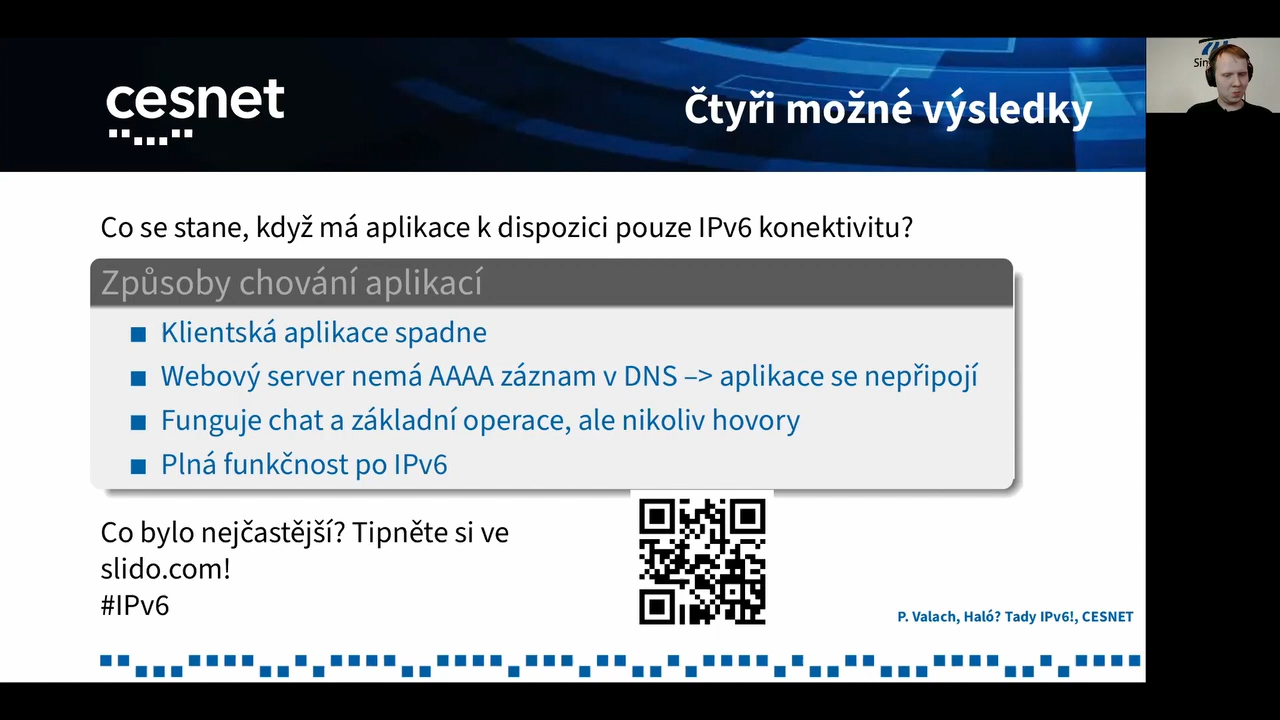 cesnet
Čtyři možné výsledky
Co se stane, když má aplikace k dispozici pouze IPv6 konektivitu?
Způsoby chování aplikací
Klientská aplikace spadne
Webový server nemá AAAA záznam v DNS –> aplikace se nepřipojí
Funguje chat a základní operace, ale nikoliv hovory
Plná funkčnost po IPv6
Co bylo nejčastější? Tipněte si ve
slido.com!
#IPv6
P. Valach, Haló? Tady IPv6!, CESNET